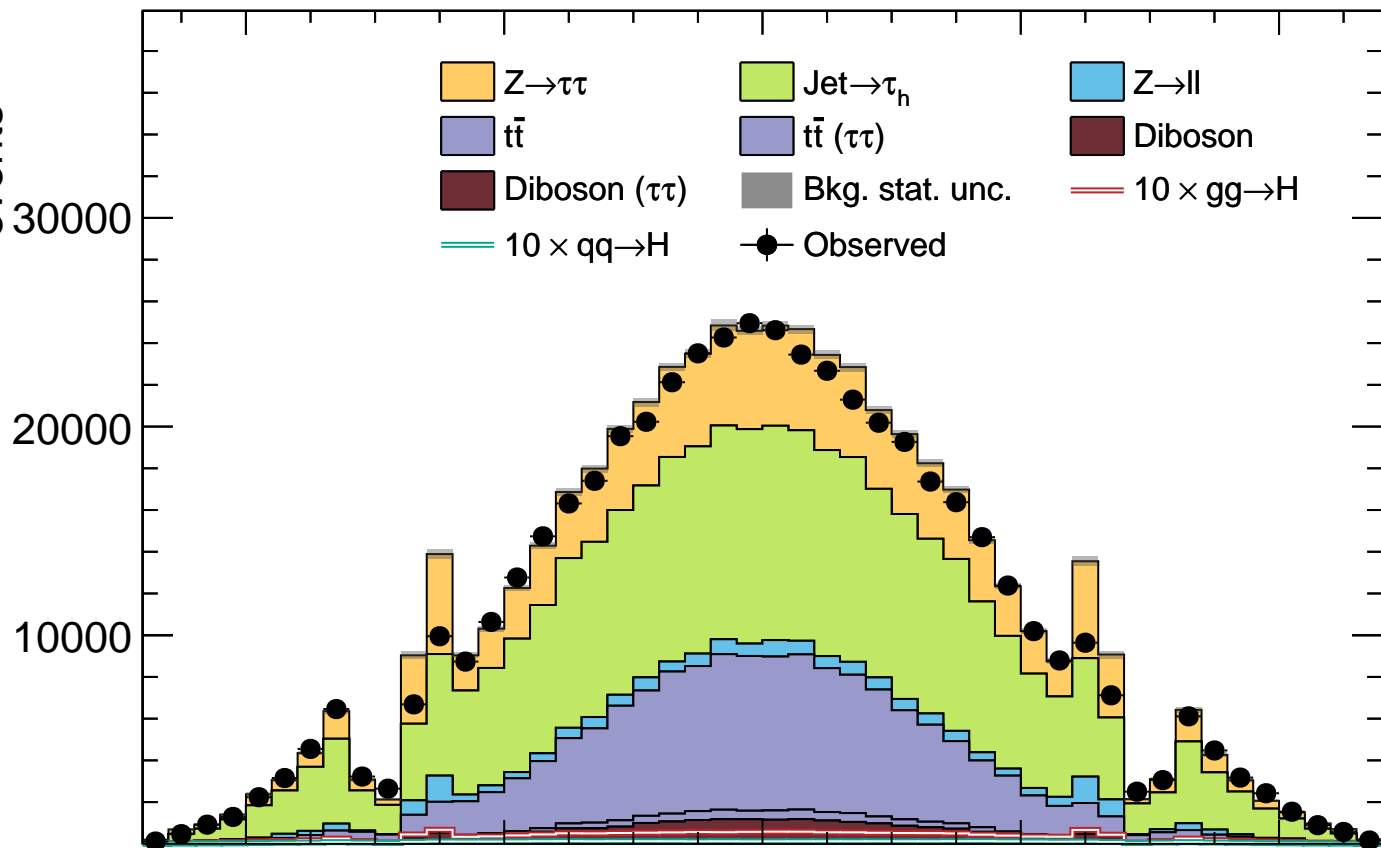 Z→ττ Jet→τh Z→ll
tt̄ tt̄ (ττ) Diboson
Diboson (ττ) Bkg. stat. unc. 10 × gg→H
10 × qq→H Observed
30000
20000
10000